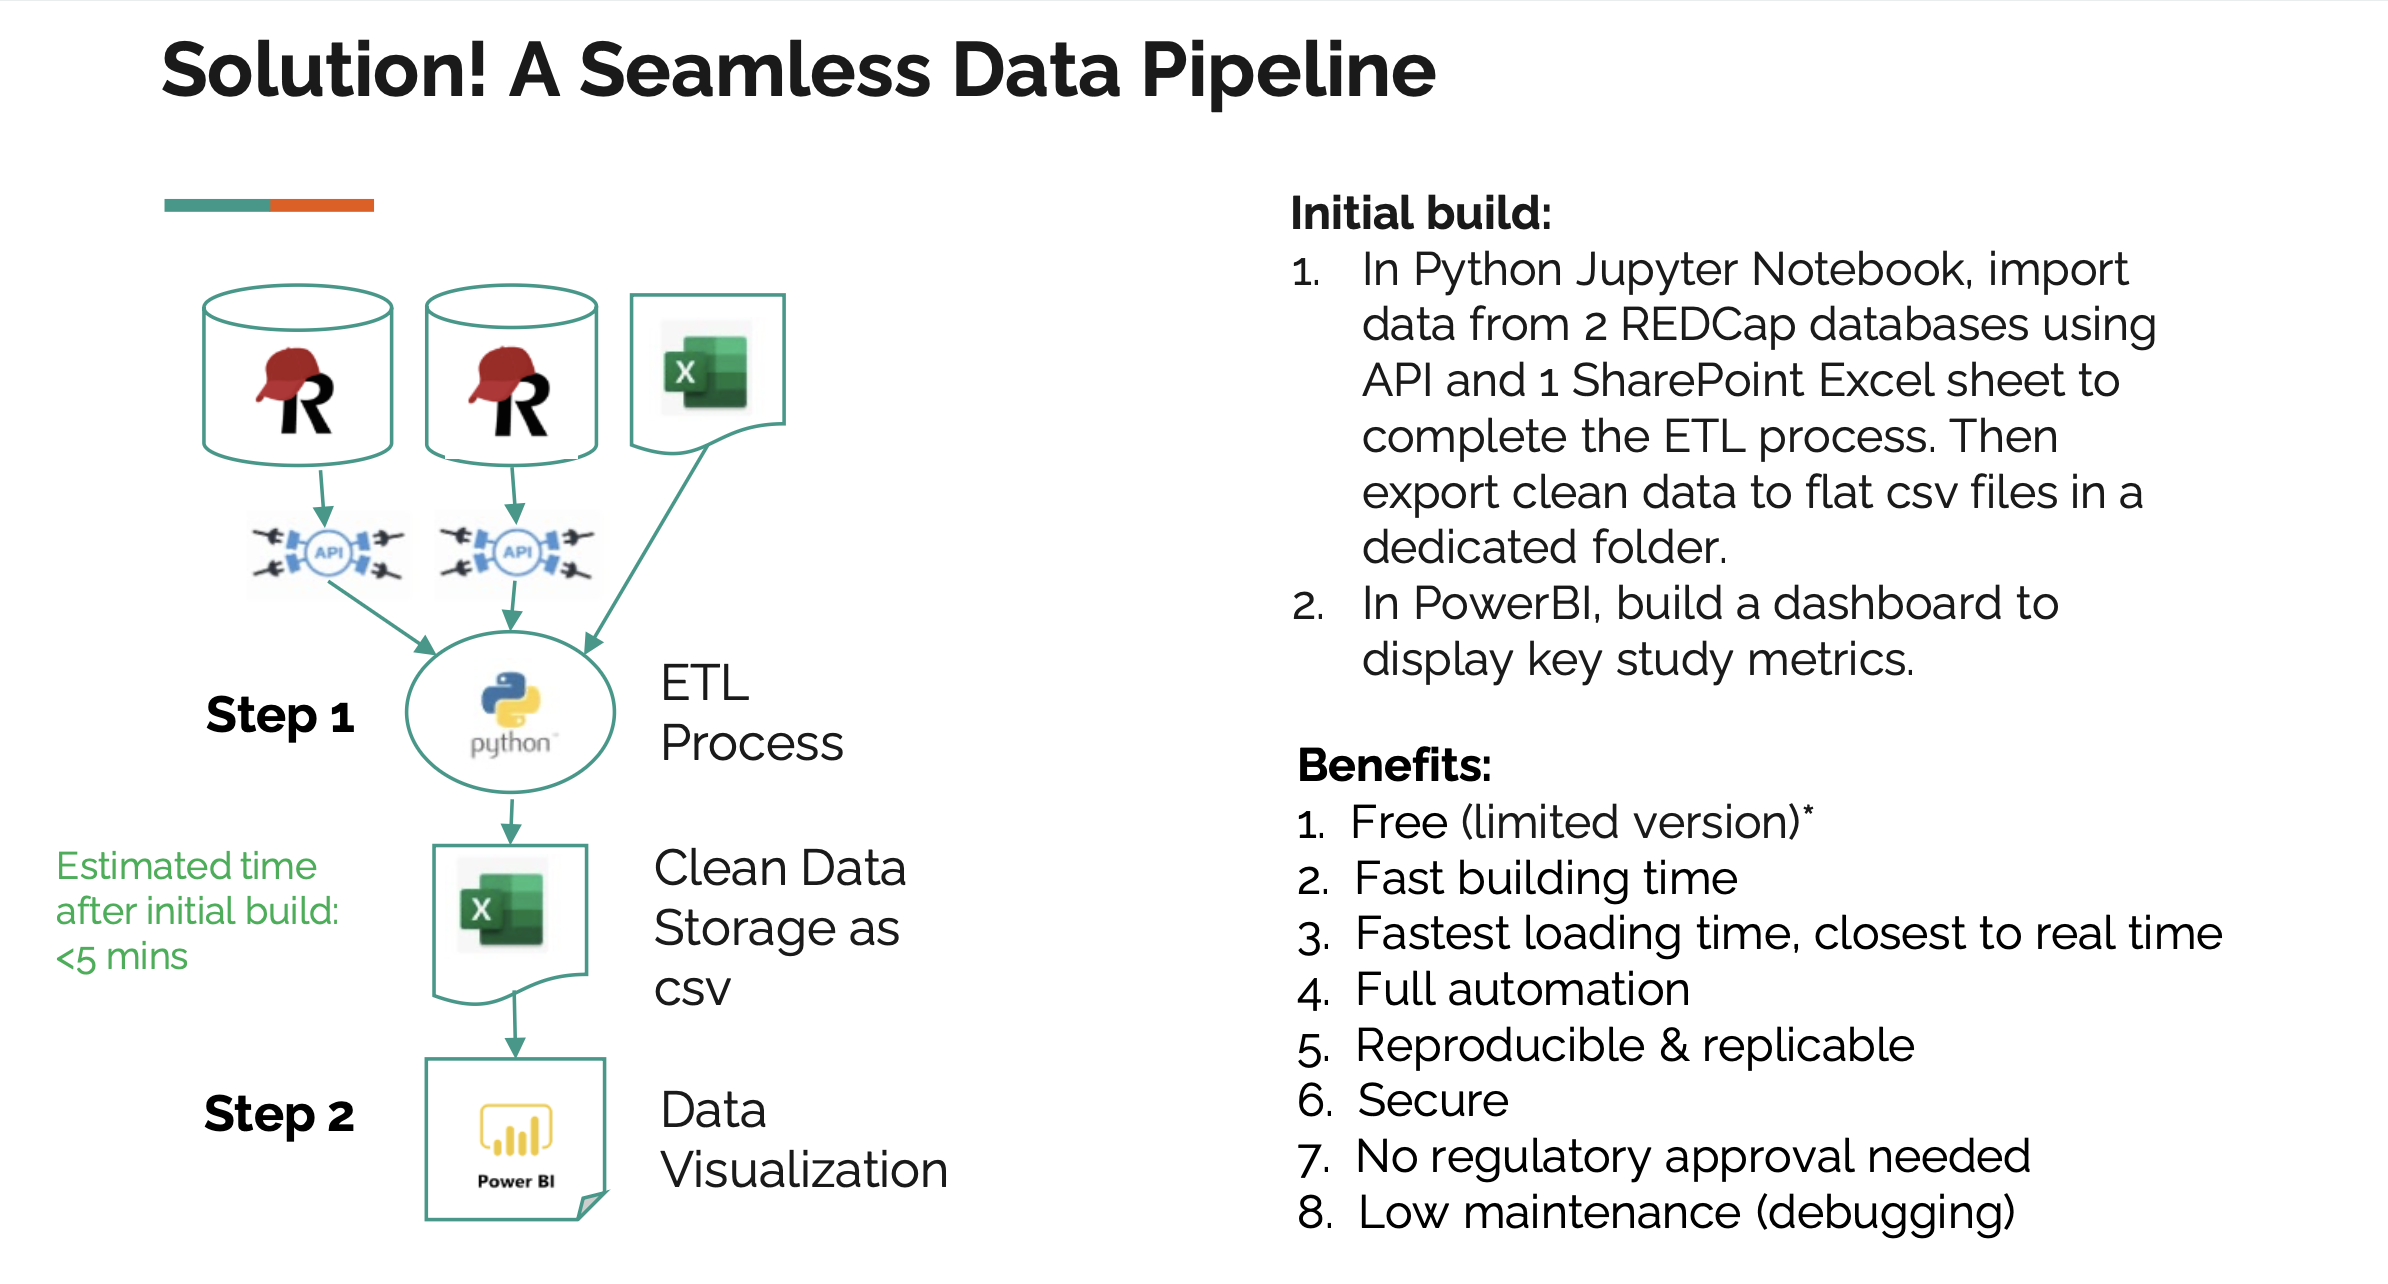 Solution! A Seamless Data Pipeline
R
R
X
API
API
Step 1
python
ETL
Process
Estimated time
after initial build:
<5 mins
X
Clean Data
Storage as
csv
Step 2
Power BI
Data
Visualization
Initial build:
1. In Python Jupyter Notebook, import
data from 2 REDCap databases using
API and 1 SharePoint Excel sheet to
complete the ETL process. Then
export clean data to flat csv files in a
dedicated folder.
2. In PowerBI, build a dashboard to
display key study metrics.
Benefits:
1. Free (limited version)*
2. Fast building time
3. Fastest loading time, closest to real time
4. Full automation
5. Reproducible & replicable
6. Secure
7. No regulatory approval needed
8. Low maintenance (debugging)